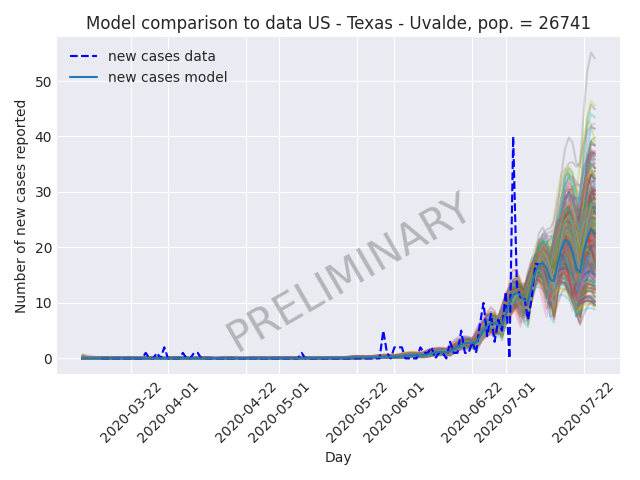 Model comparison to data US - Texas - Uvalde, pop. = 26741
new cases data
new cases model
Number of new cases reported
50
40
30
20
10
0
PRELIMINARY
2020-03-22
2020-04-01
2020-04-22
2020-05-01
2020-05-22
2020-06-01
2020-06-22
2020-07-01
2020-07-22
Day